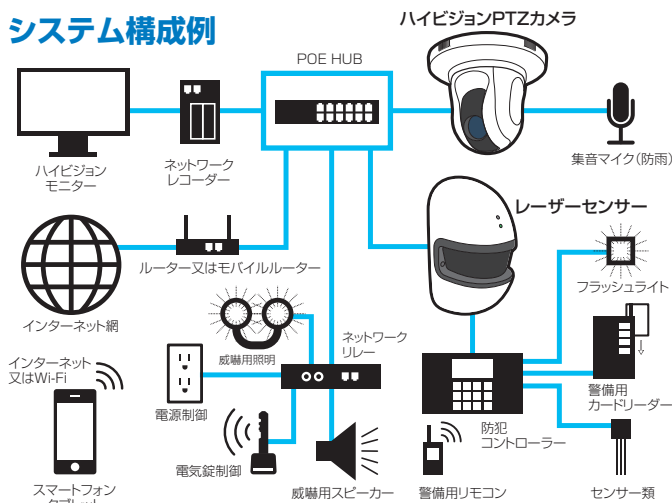 システム構成例
ハイビジョンPTZカメラ
POE HUB
ハイビジョン
モニター
ネットワーク
レコーダー
集音マイク(防雨)
レーザーセンサー
ルーター又はモバイルルーター
フラッシュライト
インターネット網
威嚇用照明
ネットワーク
リレー
インターネット
又はWi-Fi
電源制御
警備用
カードリーダー
防犯
コントローラー
電気錠制御
スマートフォン
威嚇用スピーカー
警備用リモコン
センサー類